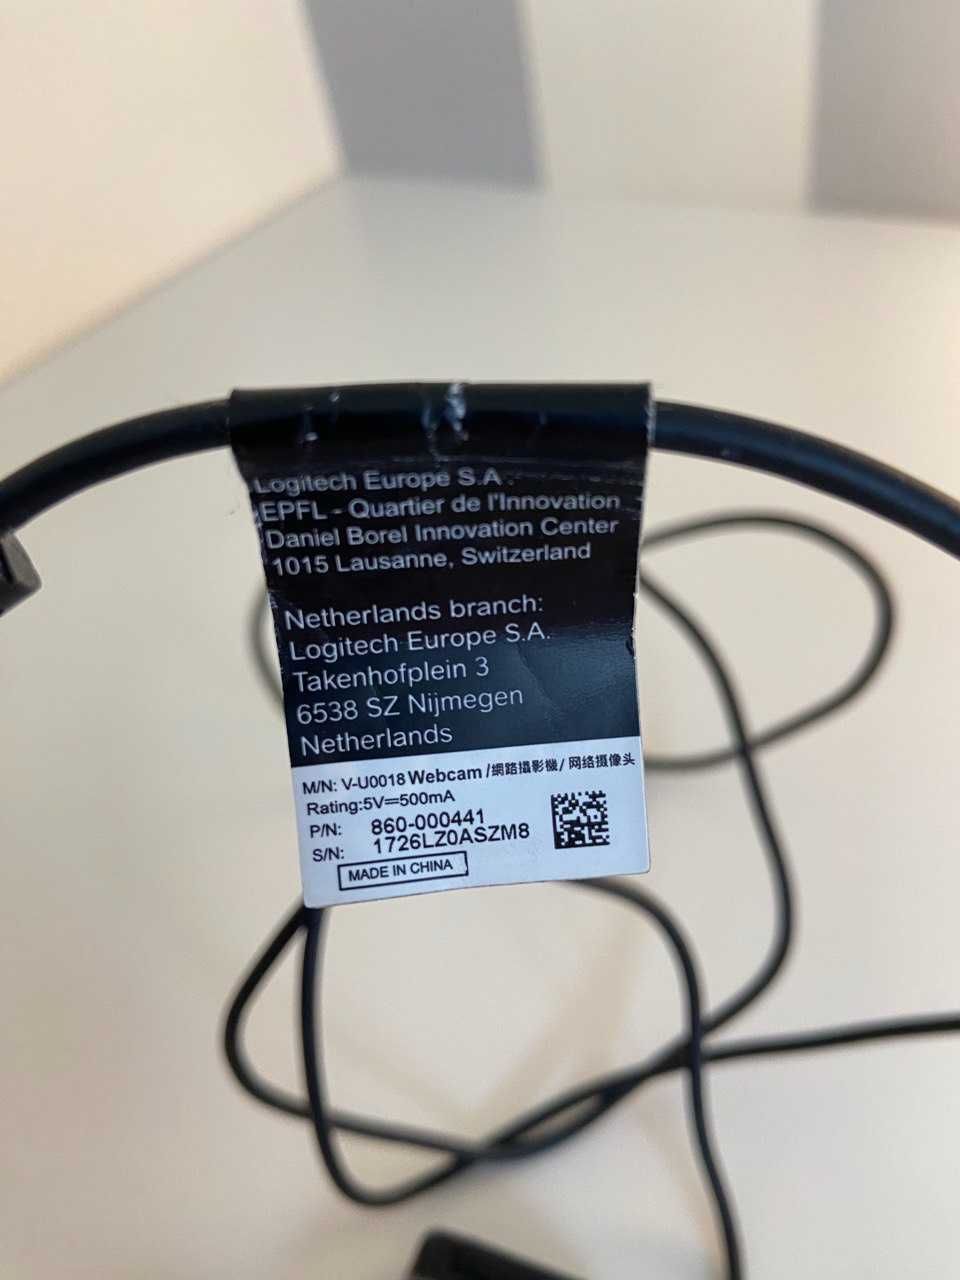 Logitech Europe S.A.
EPFL - Quartier de l'Innovation
Daniel Borel Innovation Center
1015 Lausanne, Switzerland
Netherlands branch:
Logitech Europe S.A.
Takenhofplein 3
6538 SZ Nijmegen
Netherlands
M/N: V-U0018 Webcam /網路攝影機/ 网络摄像头
Rating:5V⎓500mA
P/N: 860-000441
S/N: 1726LZ0ASZM8
MADE IN CHINA